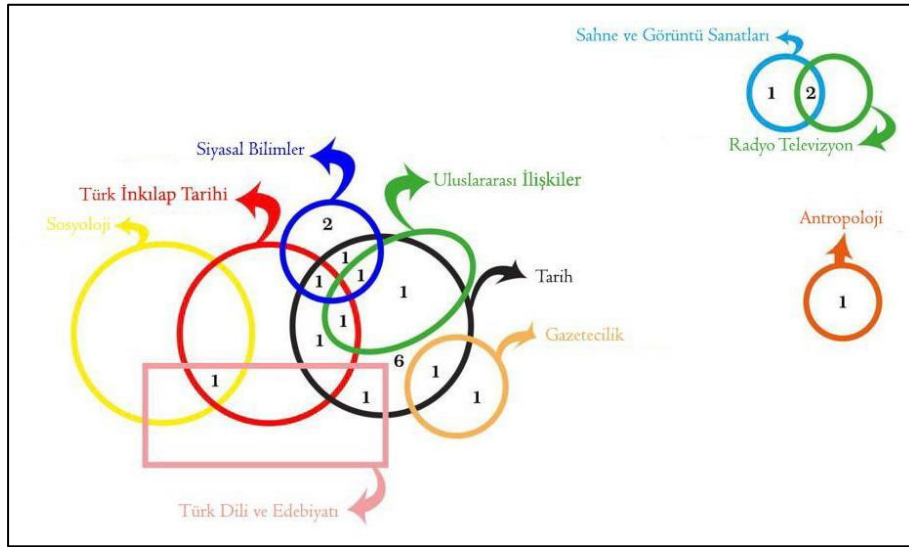 Sahne ve Görüntü Sanatları
1
2
Radyo Televizyon
Siyasal Bilimler
Uluslararası İlişkiler
Türk İnkılap Tarihi
Sosyoloji
2
1
1
1
1
1
1
Tarih
Antropoloji
1
Gazetecilik
6
1
1
1
1
Türk Dili ve Edebiyatı